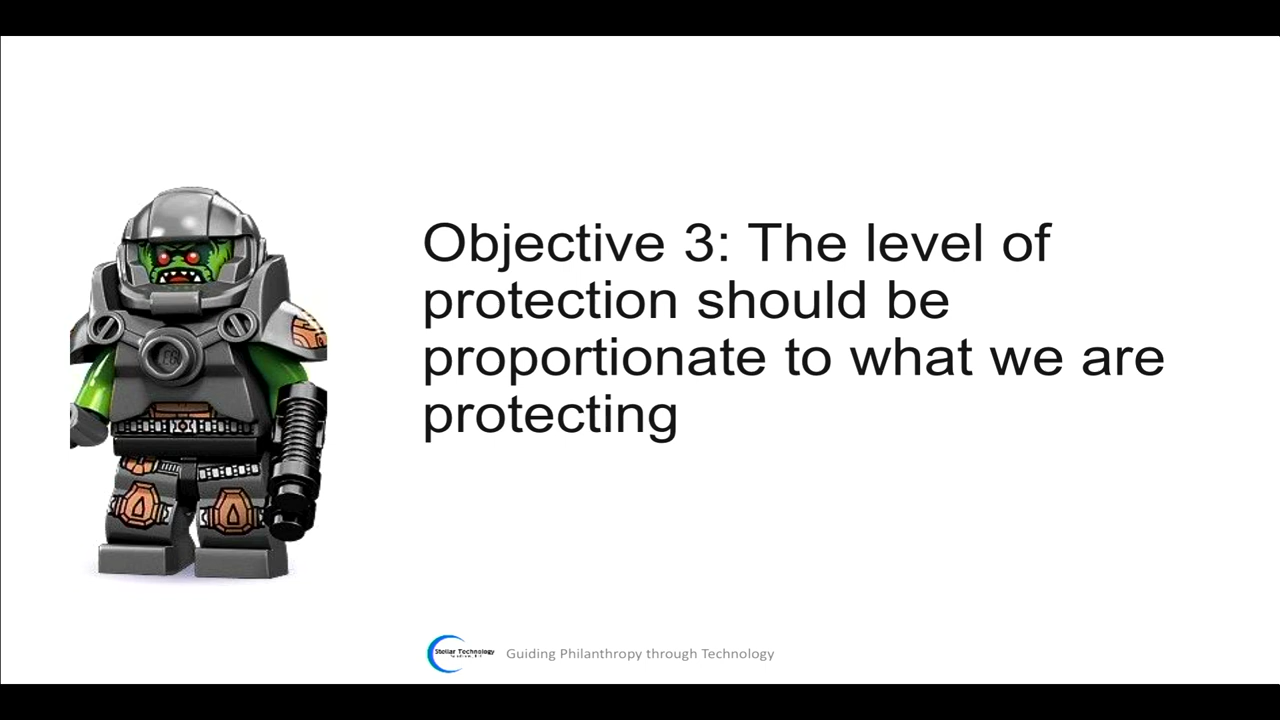 Objective 3: The level of
protection should be
proportionate to what we are
protecting
Stellar Technology
Guiding Philanthropy through Technology